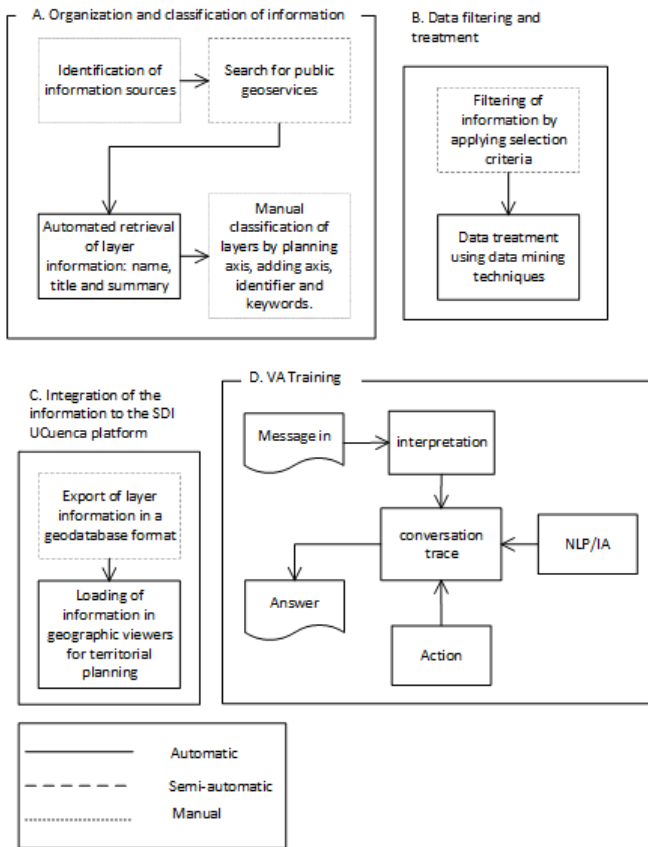 A. Organization and classification of information
Identification of
information sources
Search for public
geoservices
Automated retrieval
of layer
information: name,
title and summary
Manual
classification of
layers by planning
axis, adding axis,
identifier and
keywords.
B. Data filtering and
treatment
Filtering of
information by
applying selection
criteria
Data treatment
using data mining
techniques
C. Integration of the
information to the SDI
UCuenca platform
Export of layer
information in a
geodatabase format
Loading of
information in
geographic viewers
for territorial
planning
D. VA Training
Message in
interpretation
conversation
trace
NLP/IA
Answer
Action
Automatic
Semi-automatic
Manual